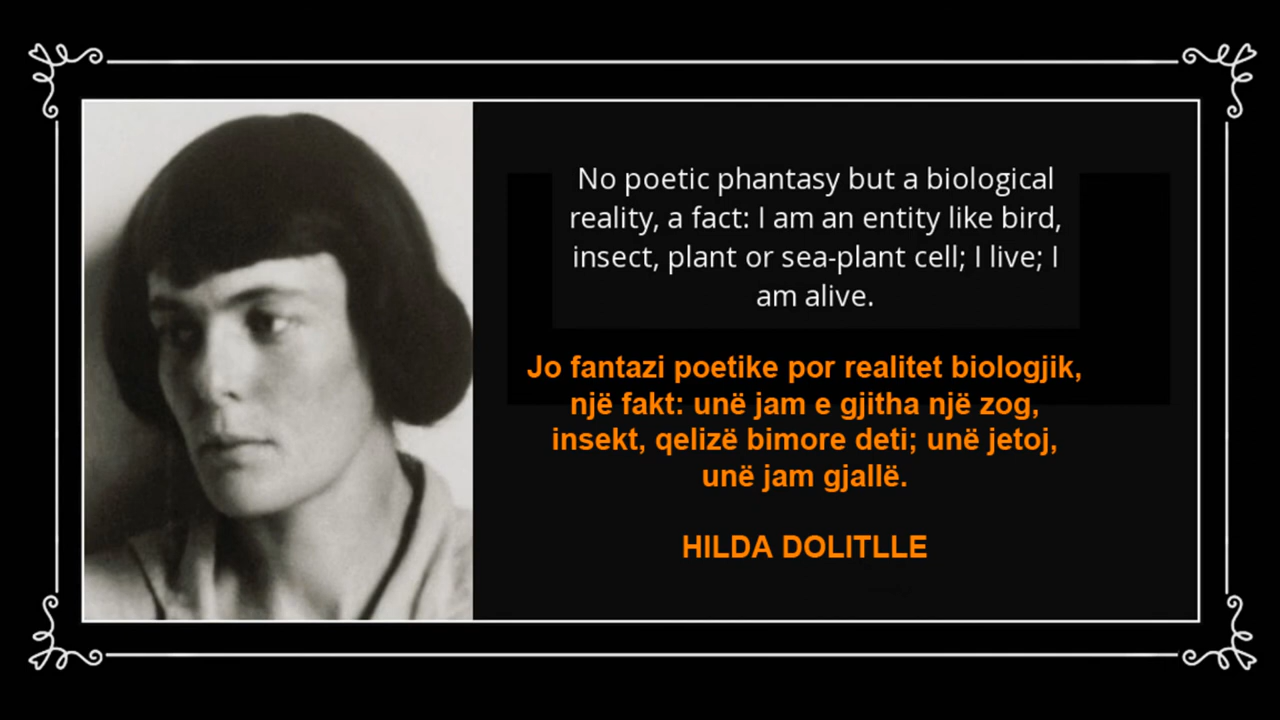 No poetic phantasy but a biological
reality, a fact: I am an entity like bird,
insect, plant or sea-plant cell; I live; I
am alive.
Jo fantazi poetike por realitet biologjik,
një fakt: unë jam e gjitha një zog,
insekt, qelizë bimore deti; unë jetoj,
unë jam gjallë.
HILDA DOLITLLE